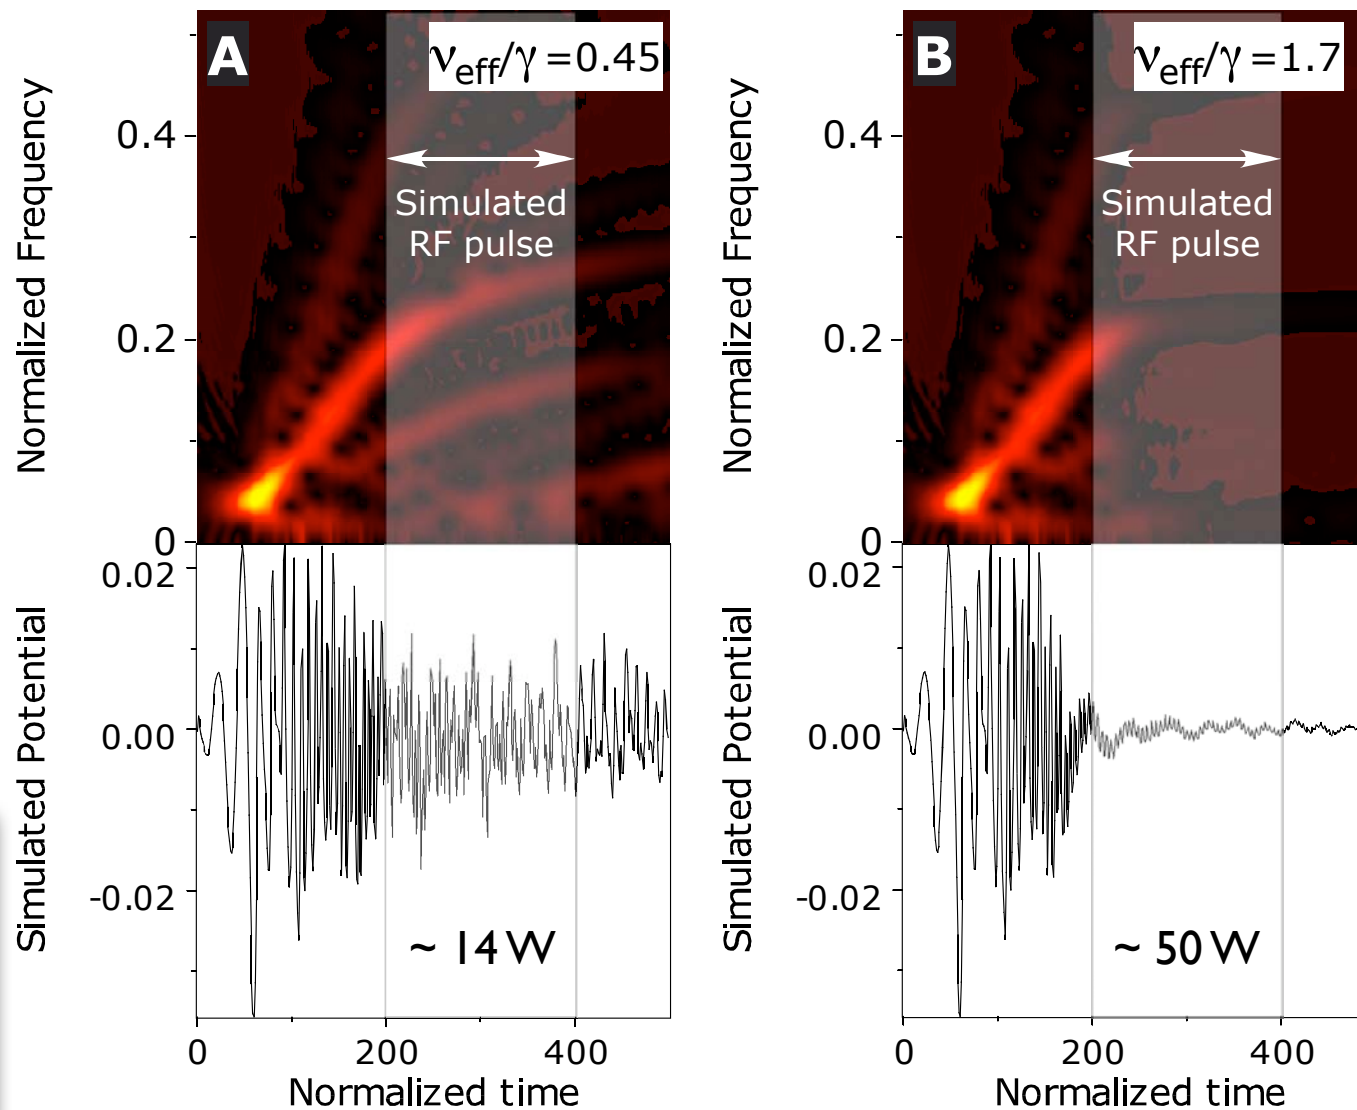 A
ν_eff/γ = 0.45
Simulated
RF pulse
Normalized Frequency
0.4
0.2
0
Simulated Potential
0.02
0.00
-0.02
~ 14 W
0
200
400
Normalized time
B
ν_eff/γ = 1.7
Simulated
RF pulse
Normalized Frequency
0.4
0.2
0
Simulated Potential
0.02
0.00
-0.02
~ 50 W
0
200
400
Normalized time